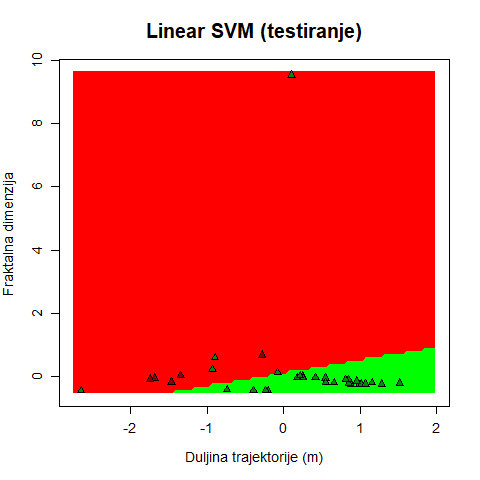 Linear SVM (testiranje)
Fraktalna dimenzija
10
8
6
4
2
0
-2 -1 0 1 2
Duljina trajektorije (m)